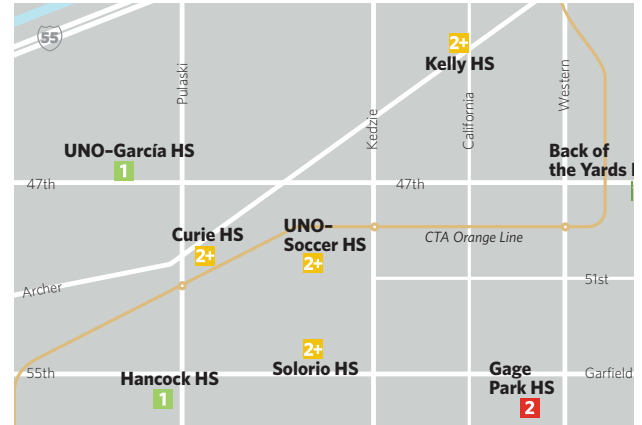 55
2+
Kelly HS
Pulaski
Kedzie
California
Western
UNO–García HS
1
Back of
the Yards
47th
47th
Curie HS
2+
UNO–
Soccer HS
2+
CTA Orange Line
Archer
51st
2+
Solorio HS
55th
Hancock HS
1
Gage
Park HS
2
Garfield